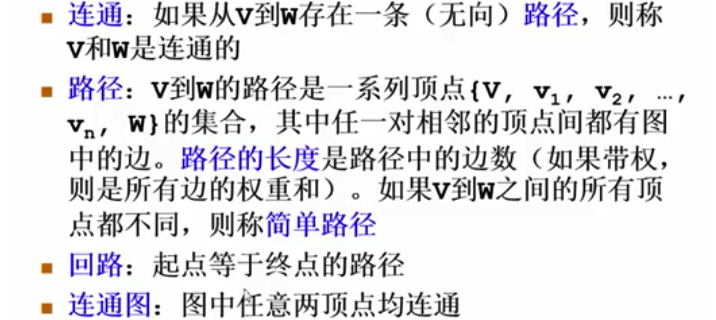 ■ 连通：如果从V到W存在一条（无向）路径，则称
V和W是连通的
■ 路径：V到W的路径是一系列顶点{V, v₁, v₂, …,
vₙ, W}的集合，其中任一对相邻的顶点间都有图
中的边。路径的长度是路径中的边数（如果带权，
则是所有边的权重和）。如果V到W之间的所有顶
点都不同，则称简单路径
■ 回路：起点等于终点的路径
■ 连通图：图中任意两顶点均连通